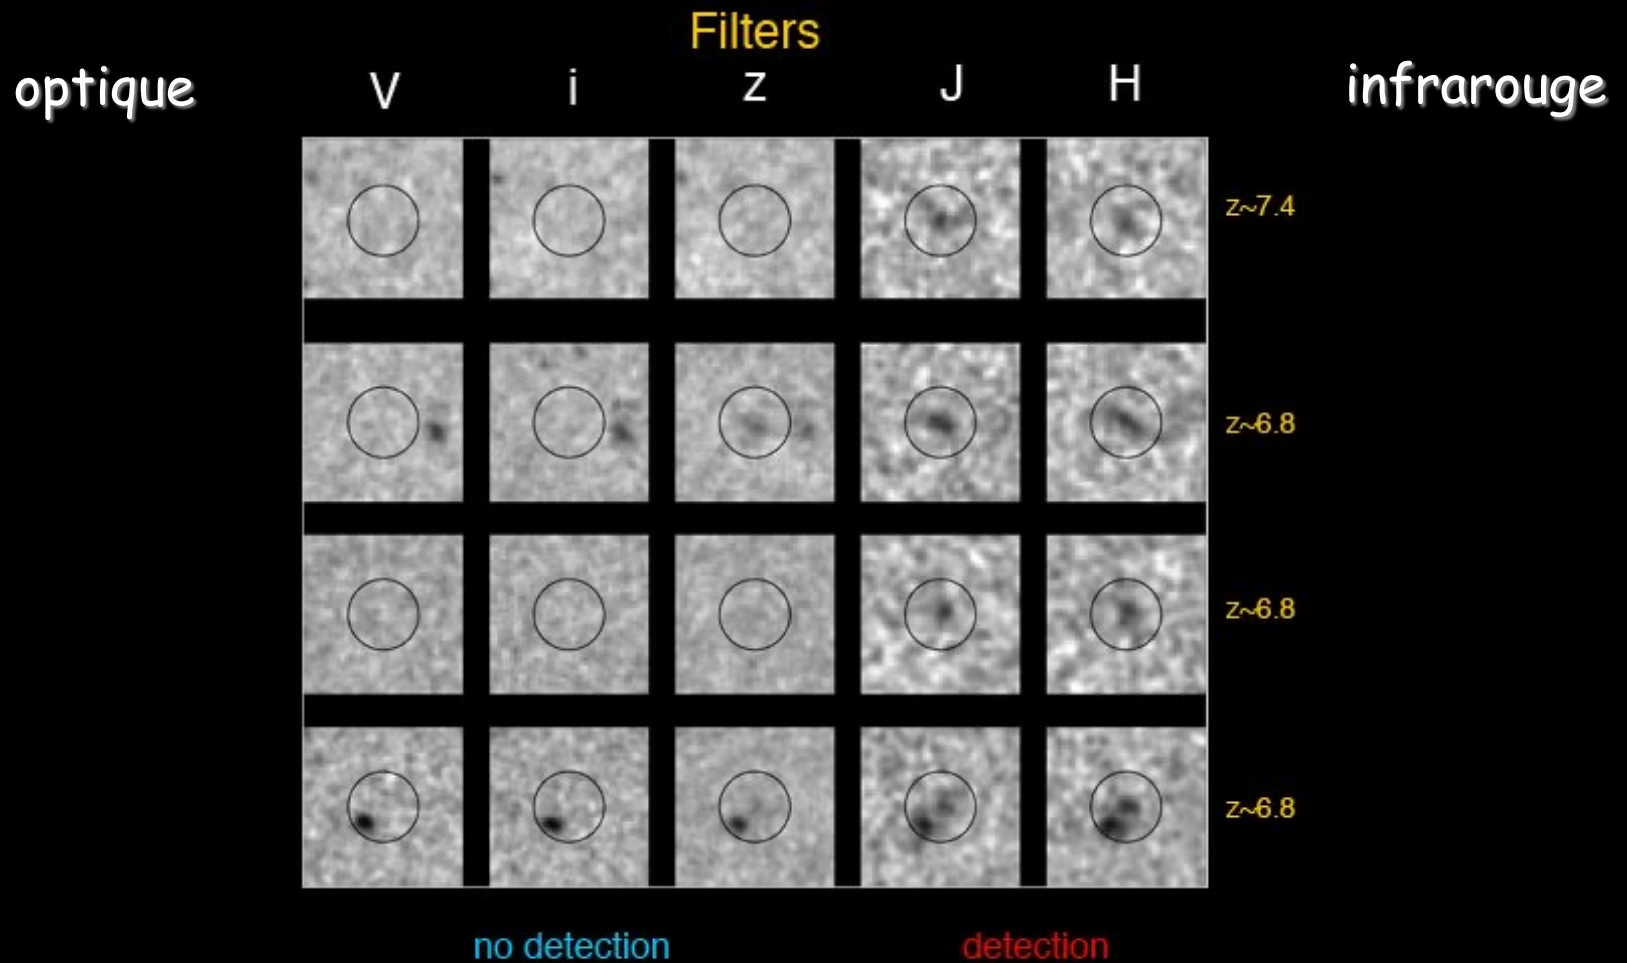 Filters
optique V i z J H infrarouge
z~7.4
z~6.8
z~6.8
z~6.8
no detection detection